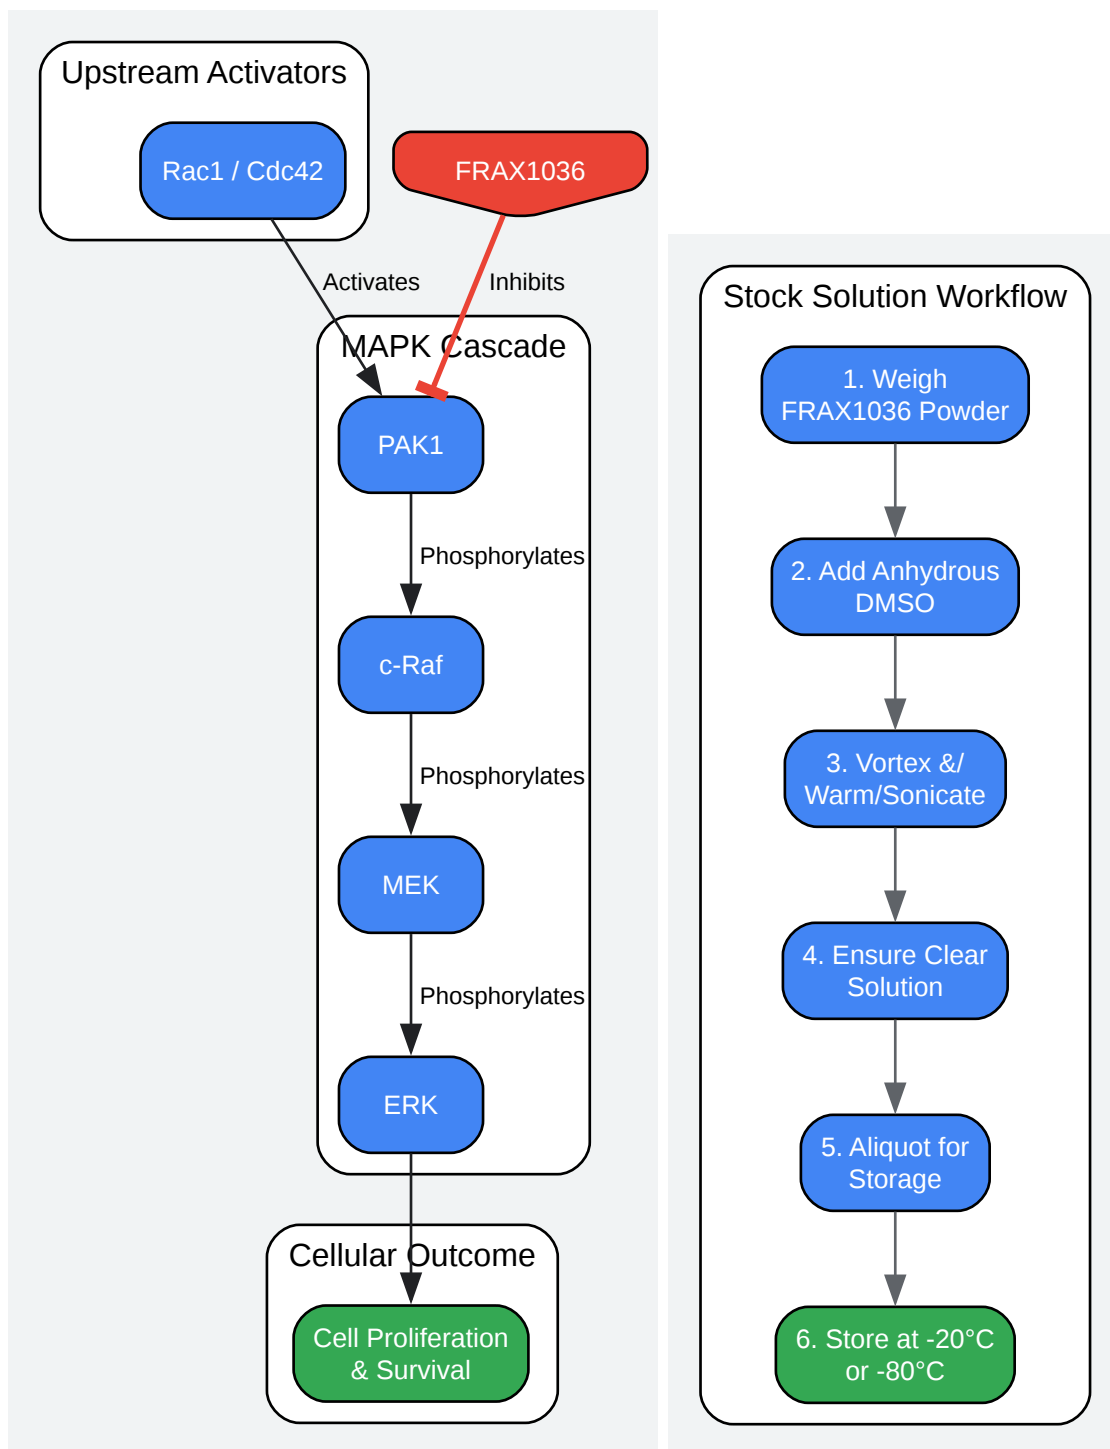 Upstream Activators
Rac1 / Cdc42
FRAX1036
Activates
Inhibits
MAPK Cascade
PAK1
Phosphorylates
c-Raf
Phosphorylates
MEK
Phosphorylates
ERK
Cellular Outcome
Cell Proliferation
& Survival
Stock Solution Workflow
1. Weigh
FRAX1036 Powder
2. Add Anhydrous
DMSO
3. Vortex &/
Warm/Sonicate
4. Ensure Clear
Solution
5. Aliquot for
Storage
6. Store at -20°C
or -80°C